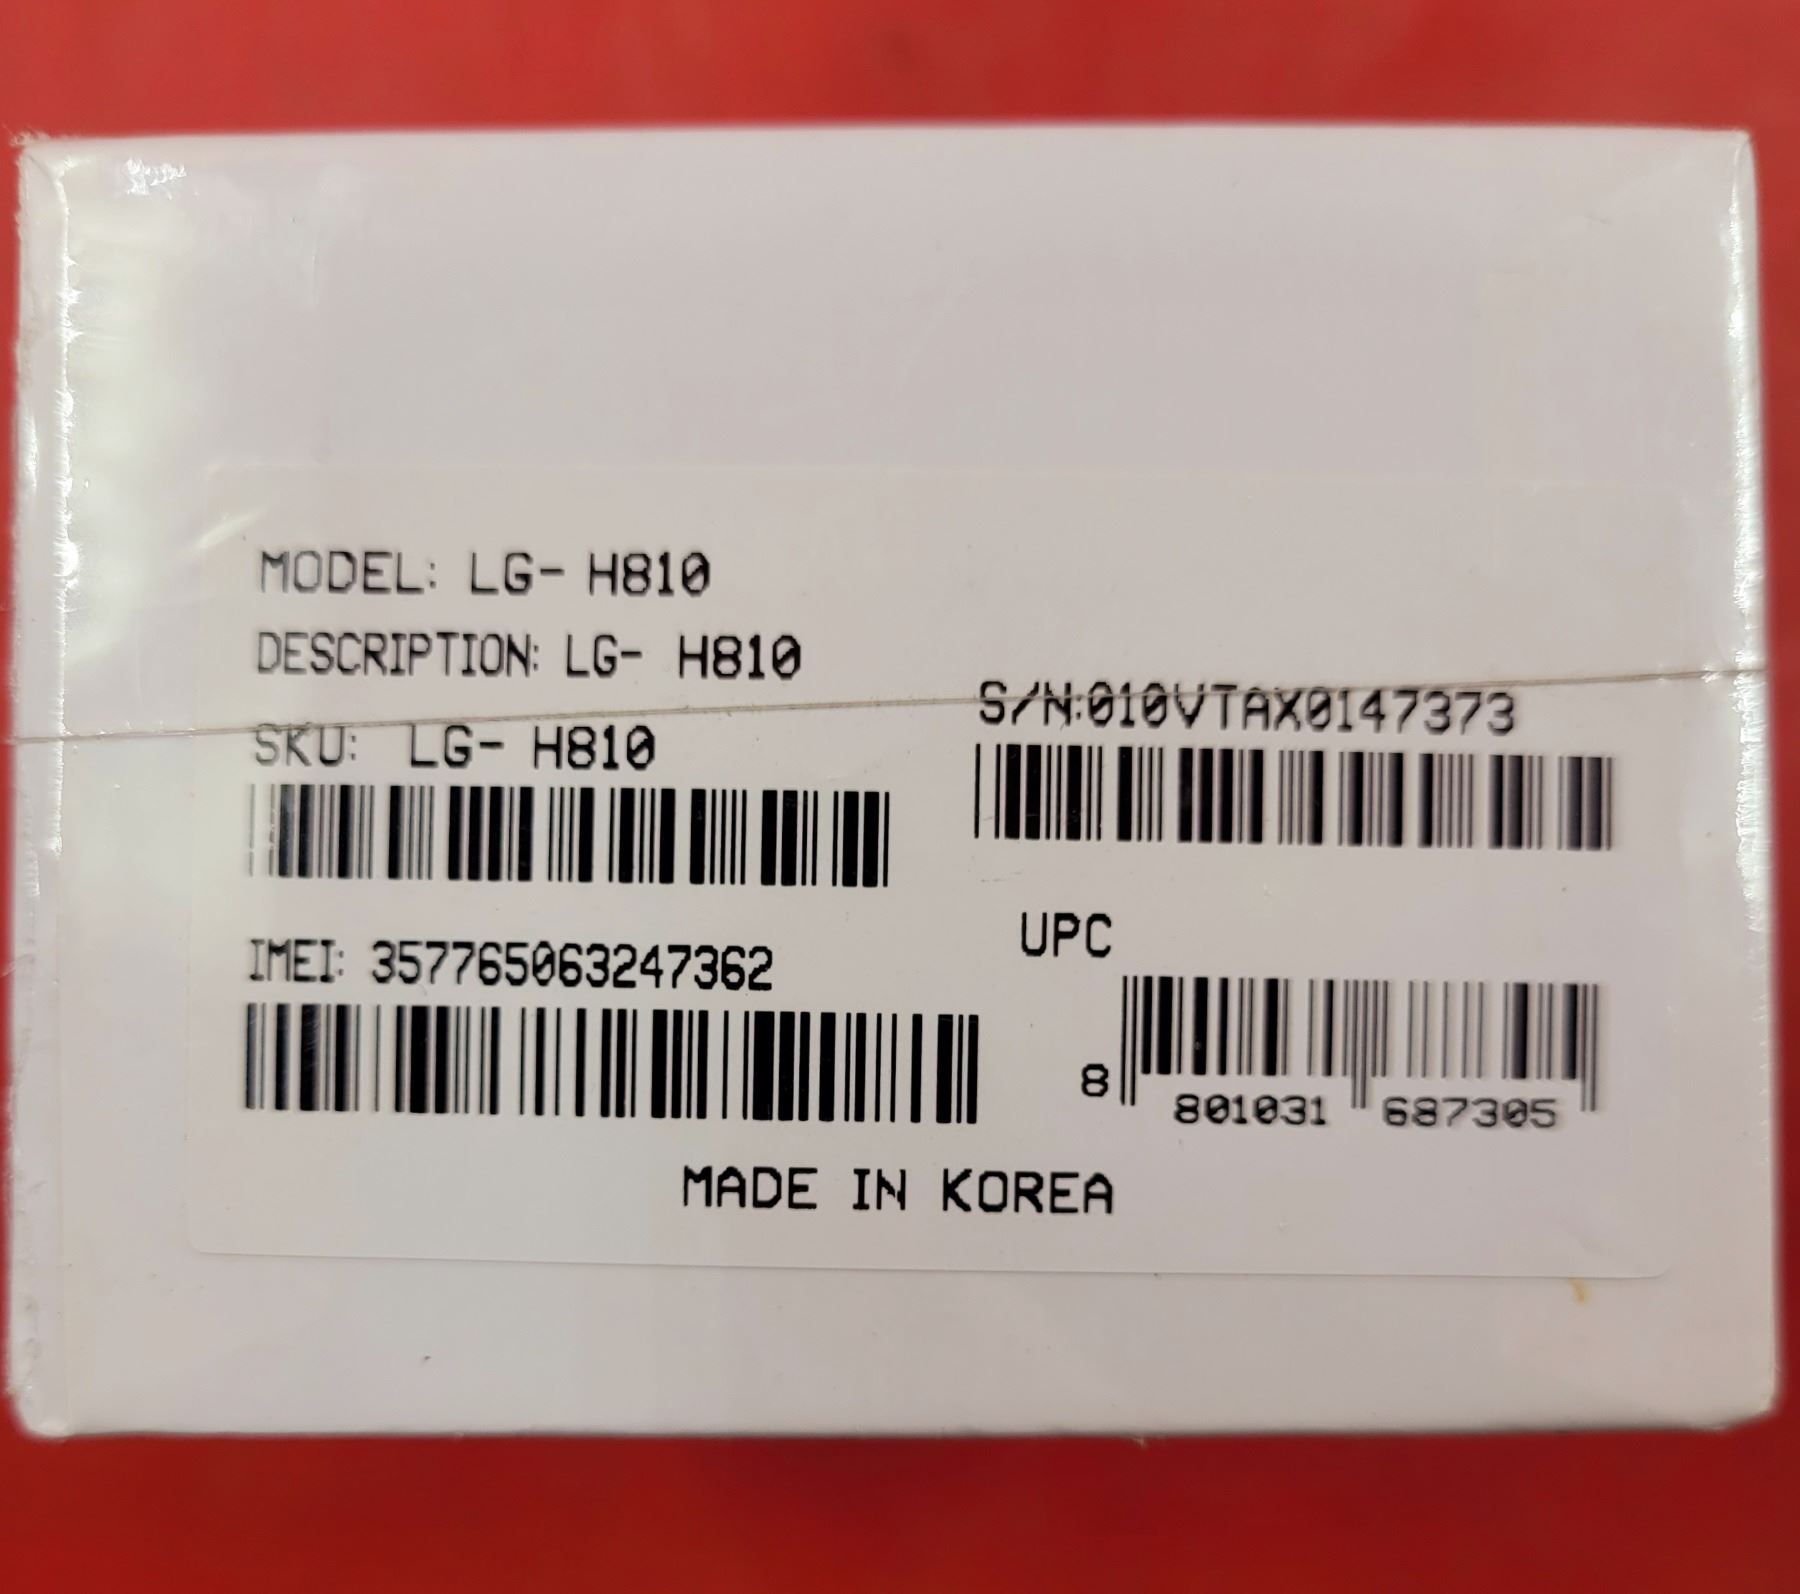 MODEL: LG- H810
DESCRIPTION: LG- H810
S/N:010VTAX0147373
SKU: LG- H810
UPC
IMEI: 357765063247362
8 801031 687305
MADE IN KOREA